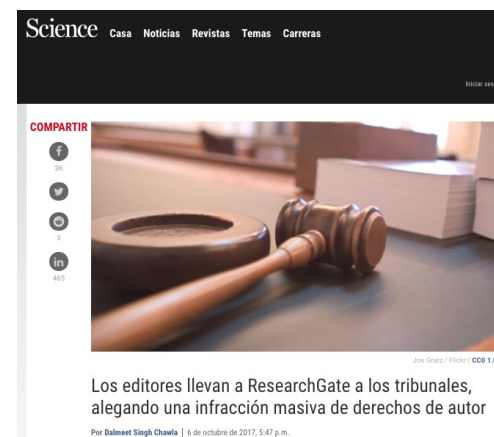 Science Casa Noticias Revistas Temas Carreras
Iniciar ses
COMPARTIR
3K
3
465
Joe Gratz / Flickr ( CC0 1.
Los editores llevan a ResearchGate a los tribunales,
alegando una infracción masiva de derechos de autor
Por Dalmeet Singh Chawla | 6 de octubre de 2017, 5:47 p.m.